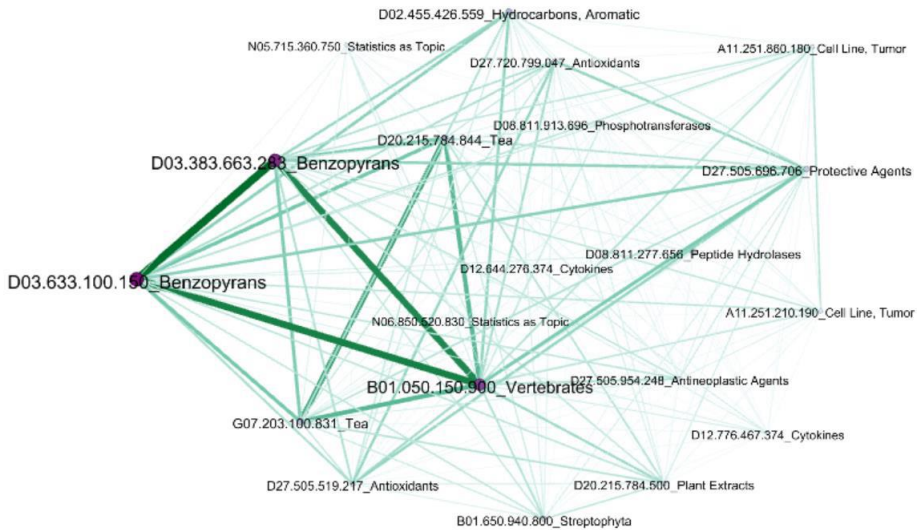 D02.455.426.559_Hydrocarbons, Aromatic
N05.715.360.750_Statistics as Topic
A11.251.860.180_Cell Line, Tumor
D27.720.799.047_Antioxidants
D08.811.913.696_Phosphotransferases
D20.215.784.844_Tea
D03.383.663.283_Benzopyrans
D27.505.696.706_Protective Agents
D08.811.277.656_Peptide Hydrolases
D12.644.276.374_Cytokines
D03.633.100.150_Benzopyrans
A11.251.210.190_Cell Line, Tumor
N06.850.520.830_Statistics as Topic
D27.505.954.248_Antineoplastic Agents
B01.050.150.900_Vertebrates
G07.203.100.831_Tea
D12.776.467.374_Cytokines
D27.505.519.217_Antioxidants
D20.215.784.500_Plant Extracts
B01.650.940.800_Streptophyta